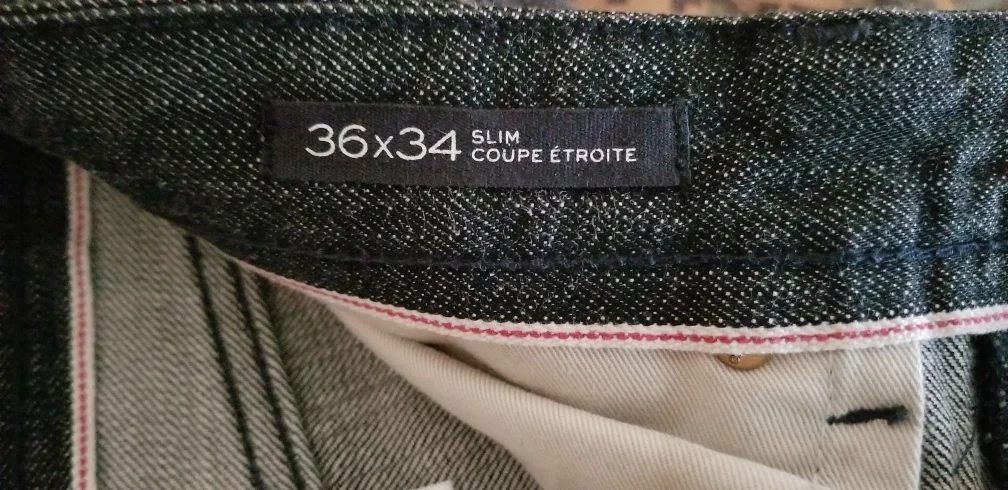 36x34 SLIM
COUPE ÉTROITE